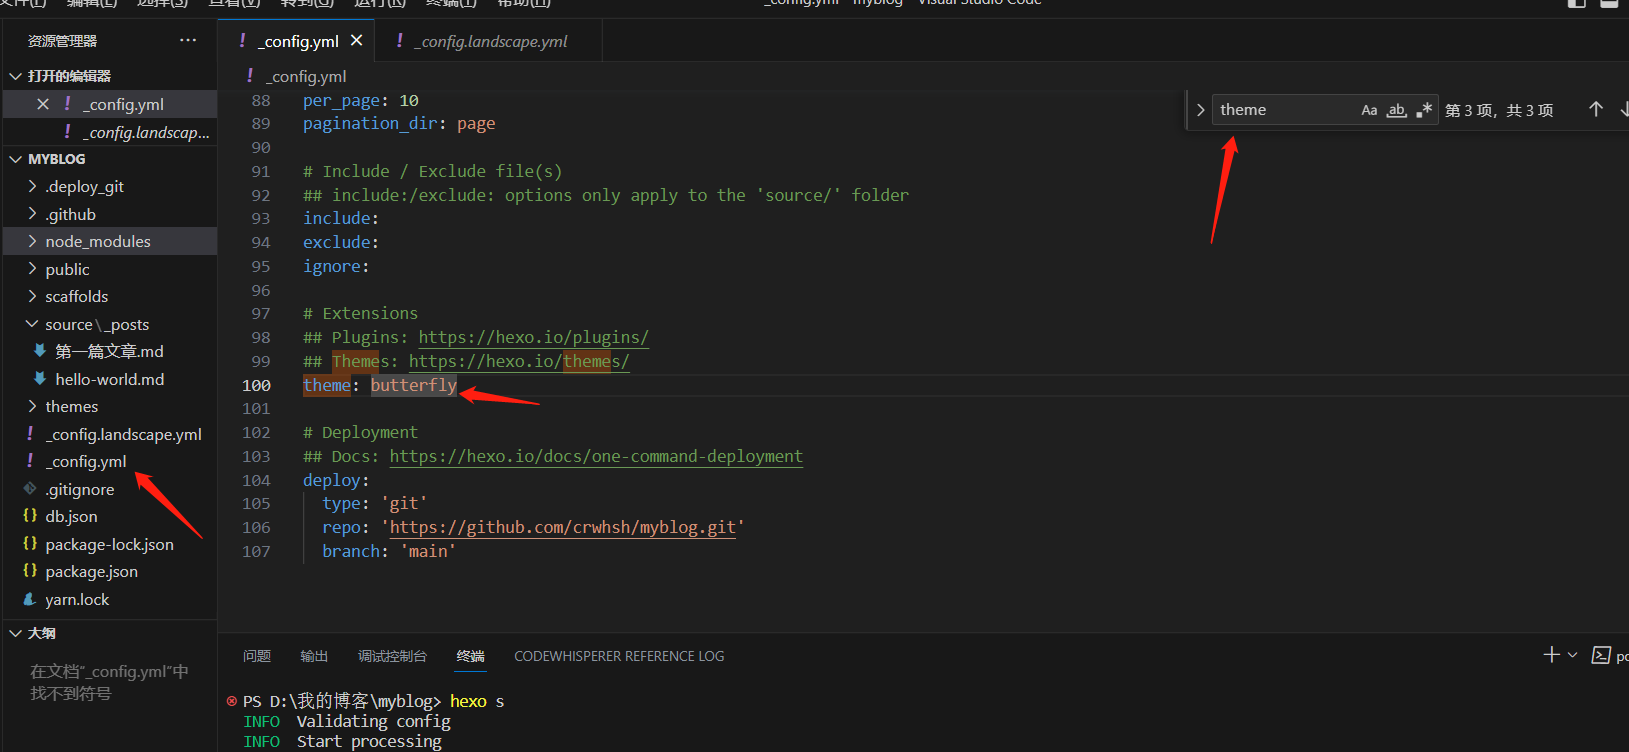 文件(F) 编辑(E) 选择(S) 查看(V) 转到(G) 运行(R) 终端(T) 帮助(H)
_config.yml - myblog - Visual Studio Code
资源管理器 ···
打开的编辑器
! _config.yml
! _config.landscap...
MYBLOG
.deploy_git
.github
node_modules
public
scaffolds
source\_posts
第一篇文章.md
hello-world.md
themes
! _config.landscape.yml
! _config.yml
.gitignore
{} db.json
{} package-lock.json
{} package.json
yarn.lock
大纲
在文档“_config.yml”中
找不到符号
! _config.yml
! _config.landscape.yml
! _config.yml
theme Aa ab .* 第 3 项，共 3 项
88 per_page: 10
89 pagination_dir: page
90
91 # Include / Exclude file(s)
92 ## include:/exclude: options only apply to the 'source/' folder
93 include:
94 exclude:
95 ignore:
96
97 # Extensions
98 ## Plugins: https://hexo.io/plugins/
99 ## Themes: https://hexo.io/themes/
100 theme: butterfly
101
102 # Deployment
103 ## Docs: https://hexo.io/docs/one-command-deployment
104 deploy:
105 type: 'git'
106 repo: 'https://github.com/crwhsh/myblog.git'
107 branch: 'main'
问题 输出 调试控制台 终端 CODEWHISPERER REFERENCE LOG
PS D:\我的博客\myblog> hexo s
INFO Validating config
INFO Start processing